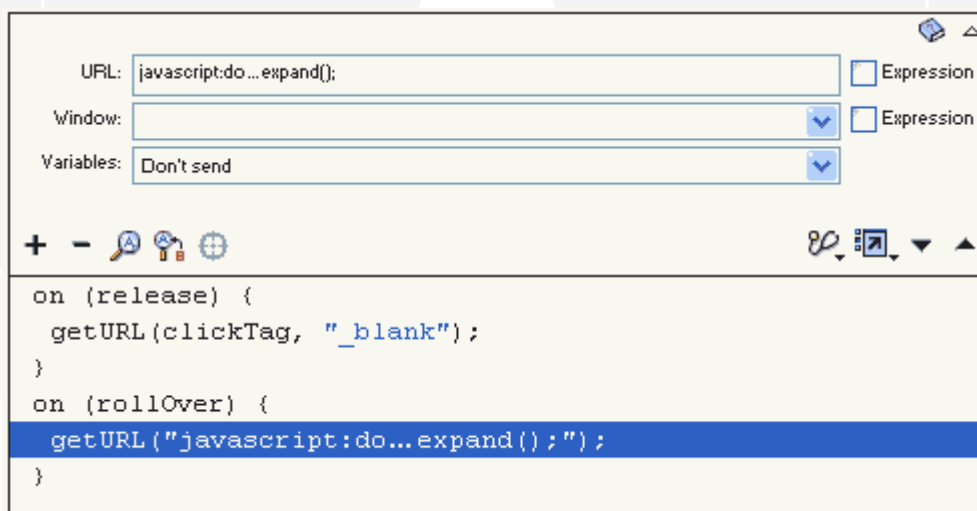 URL: javascript:do...expand(); Expression
Window: Expression
Variables: Don't send
on (release) {
getURL(clickTag, "_blank");
}
on (rollOver) {
getURL("javascript:do...expand();");
}